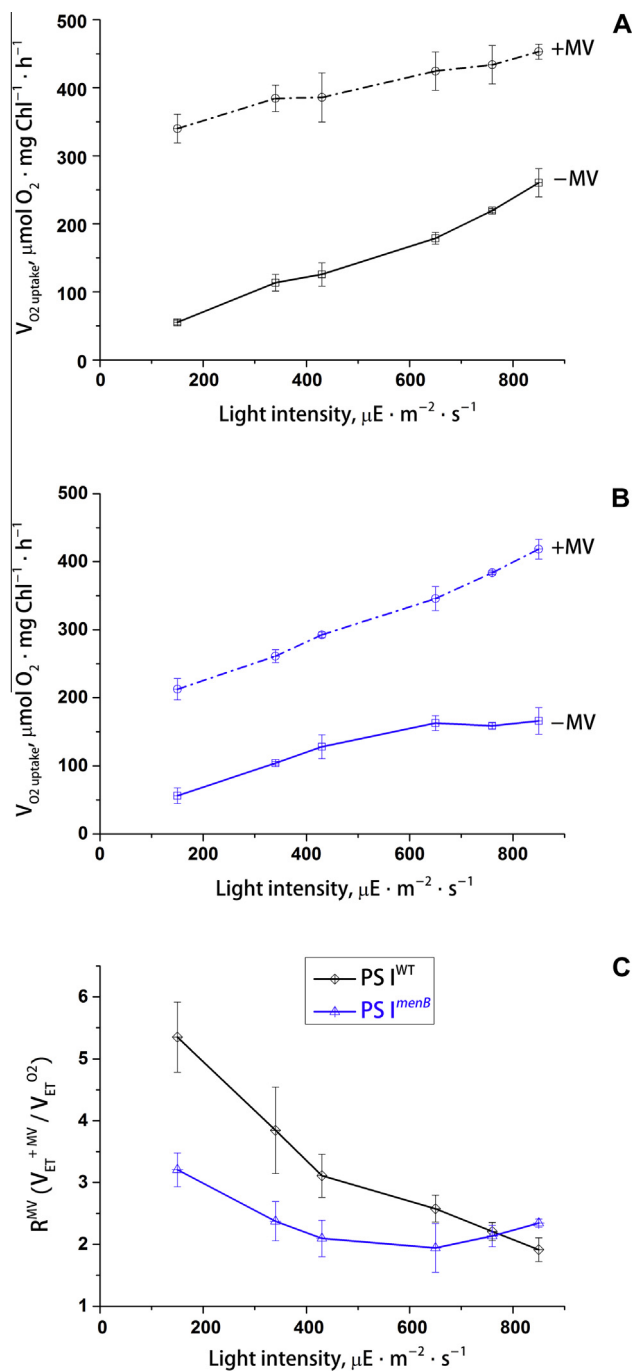 A
500
400
300
200
100
0
V_O2 uptake, μmol O₂ · mg Chl⁻¹ · h⁻¹
+MV
−MV
0 200 400 600 800
Light intensity, μE · m⁻² · s⁻¹
B
500
400
300
200
100
0
V_O2 uptake, μmol O₂ · mg Chl⁻¹ · h⁻¹
+MV
−MV
0 200 400 600 800
Light intensity, μE · m⁻² · s⁻¹
C
PS I^WT
PS I^menB
6
5
4
3
2
1
R^MV (V_ET^+MV / V_ET^O2)
0 200 400 600 800
Light intensity, μE · m⁻² · s⁻¹